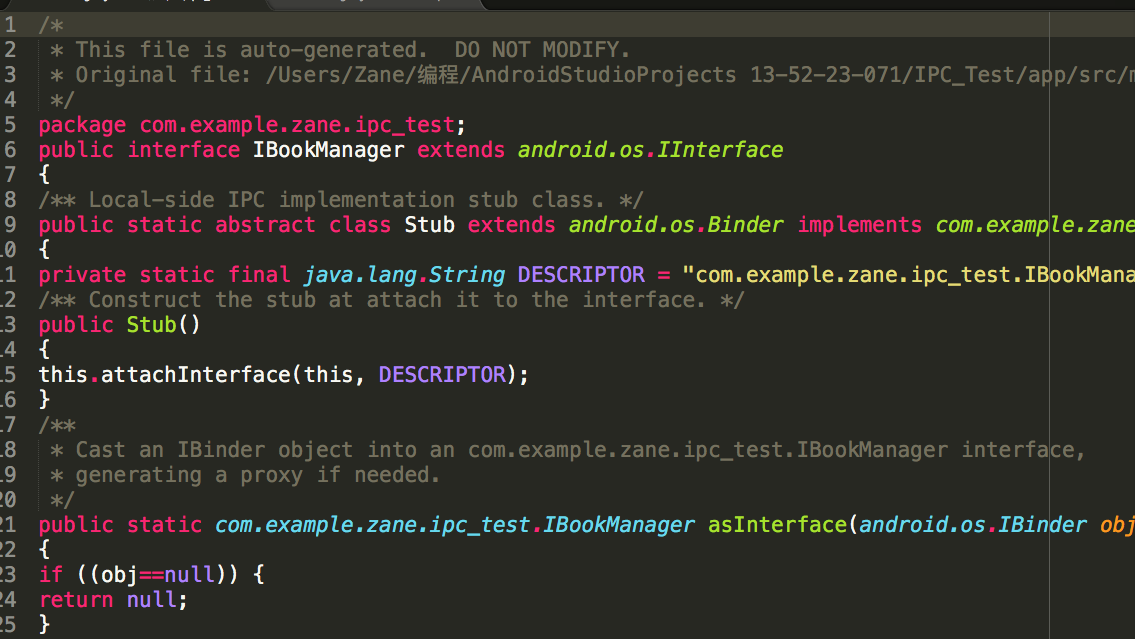 1 /*
2  * This file is auto-generated.  DO NOT MODIFY.
3  * Original file: /Users/Zane/编程/AndroidStudioProjects 13-52-23-071/IPC_Test/app/src/
4  */
5 package com.example.zane.ipc_test;
6 public interface IBookManager extends android.os.IInterface
7 {
8 /** Local-side IPC implementation stub class. */
9 public static abstract class Stub extends android.os.Binder implements com.example.zane
10 {
11 private static final java.lang.String DESCRIPTOR = "com.example.zane.ipc_test.IBookMana
12 /** Construct the stub at attach it to the interface. */
13 public Stub()
14 {
15 this.attachInterface(this, DESCRIPTOR);
16 }
17 /**
18  * Cast an IBinder object into an com.example.zane.ipc_test.IBookManager interface,
19  * generating a proxy if needed.
20  */
21 public static com.example.zane.ipc_test.IBookManager asInterface(android.os.IBinder obj
22 {
23 if ((obj==null)) {
24 return null;
25 }